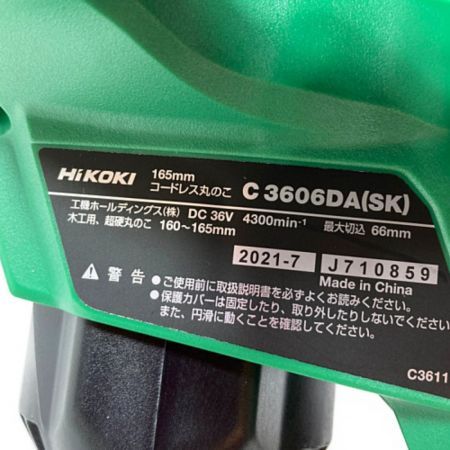 HiKOKI 165mm コードレス丸のこ C 3606DA(SK)
工機ホールディングス(株) DC 36V 4300min⁻¹ 最大切込 66mm
木工用、超硬丸のこ 160~165mm
2021-7 J710859
Made in China
警告
●ご使用前に取扱説明書を必ずよくお読みください。
●保護カバーは固定したり、取り外したりしないでください。
また、円滑に動くことを確認してください。
C3611